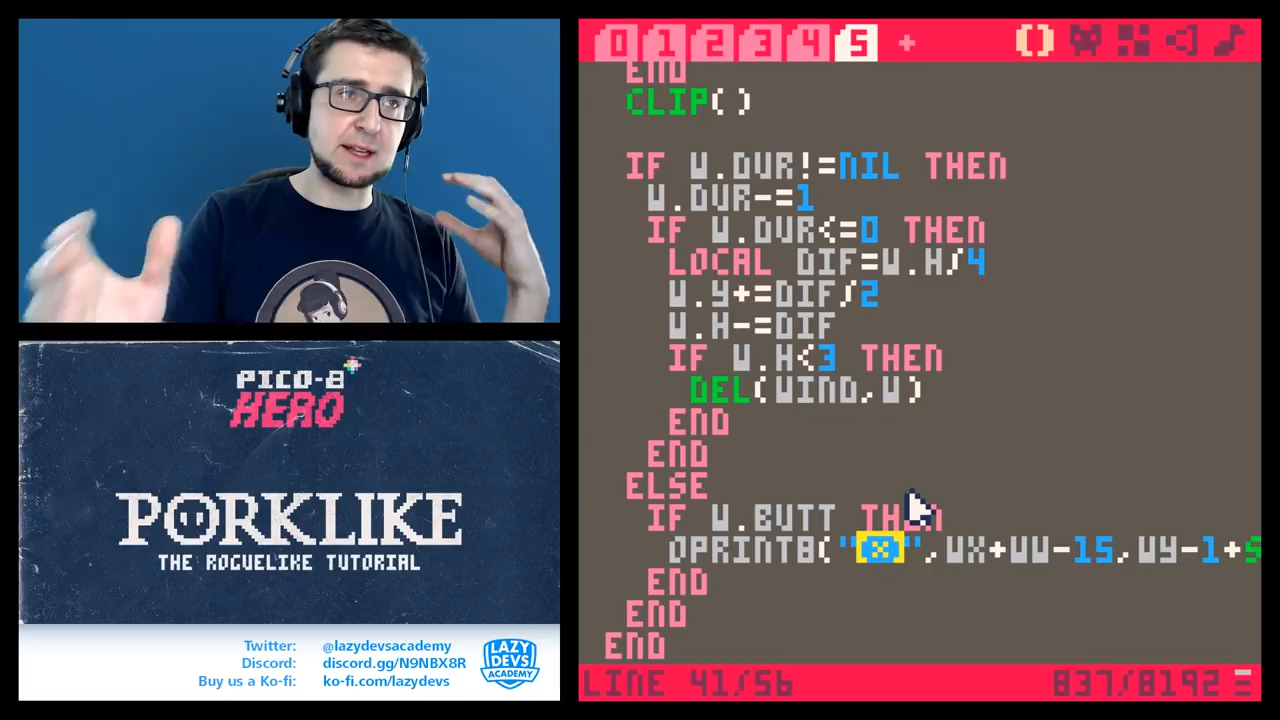 0 1 2 3 4 5 +
END
CLIP()
IF W.DUR!=NIL THEN
W.DUR-=1
IF W.DUR<=0 THEN
LOCAL DIF=W.H/4
W.Y+=DIF/2
W.H-=DIF
IF W.H<3 THEN
DEL(WIND,W)
END
END
ELSE
IF W.BUTT THEN
OPRINT8("❎",WX+WW-15,WY-1+S
END
END
END
LINE 41/56 837/8192
PICO-8
HERO
PORKLIKE
THE ROGUELIKE TUTORIAL
Twitter: @lazydevsacademy
Discord: discord.gg/N9NBX8R
Buy us a Ko-fi: ko-fi.com/lazydevs
LAZY
DEVS
ACADEMY